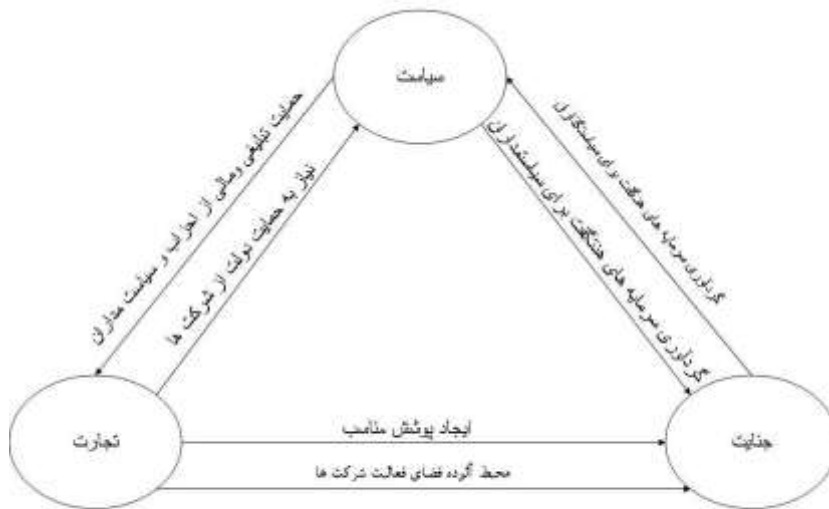 سیاست
حمایت تبلیغی ومالی از احزاب و سیاست مداران
نیاز به حمایت دولت از شرکت ها
گردآوری سرمایه های هنگفت برای سیاستمداران
گردآوری سرمایه های هنگفت برای سیاستگذاران
تجارت
جنایت
ایجاد پوشش مناسب
محیط آلوده فضای فعالیت شرکت ها